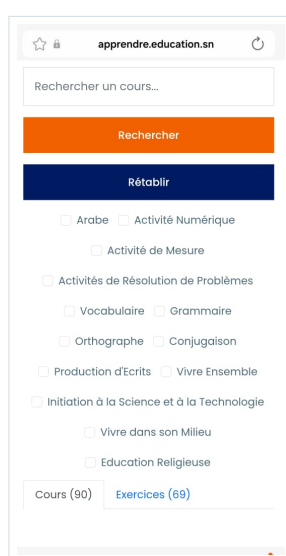 apprendre.education.sn
Rechercher un cours...
Rechercher
Rétablir
Arabe Activité Numérique
Activité de Mesure
Activités de Résolution de Problèmes
Vocabulaire Grammaire
Orthographe Conjugaison
Production d'Ecrits Vivre Ensemble
Initiation à la Science et à la Technologie
Vivre dans son Milieu
Education Religieuse
Cours (90) Exercices (69)